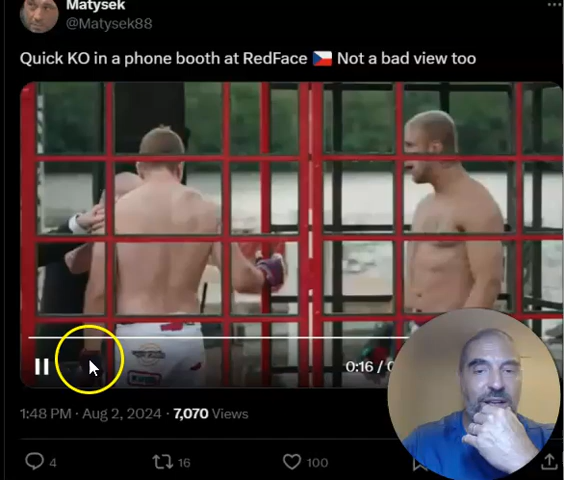 Matysek
@Matysek88
Quick KO in a phone booth at RedFace 🇨🇿 Not a bad view too
0:16 /
1:48 PM · Aug 2, 2024 · 7,070 Views
4 16 100